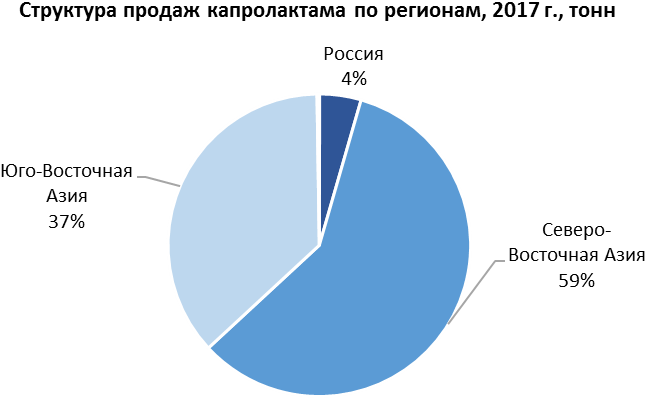 Структура продаж капролактама по регионам, 2017 г., тонн
Россия
4%
Юго-Восточная
Азия
37%
Северо-
Восточная Азия
59%